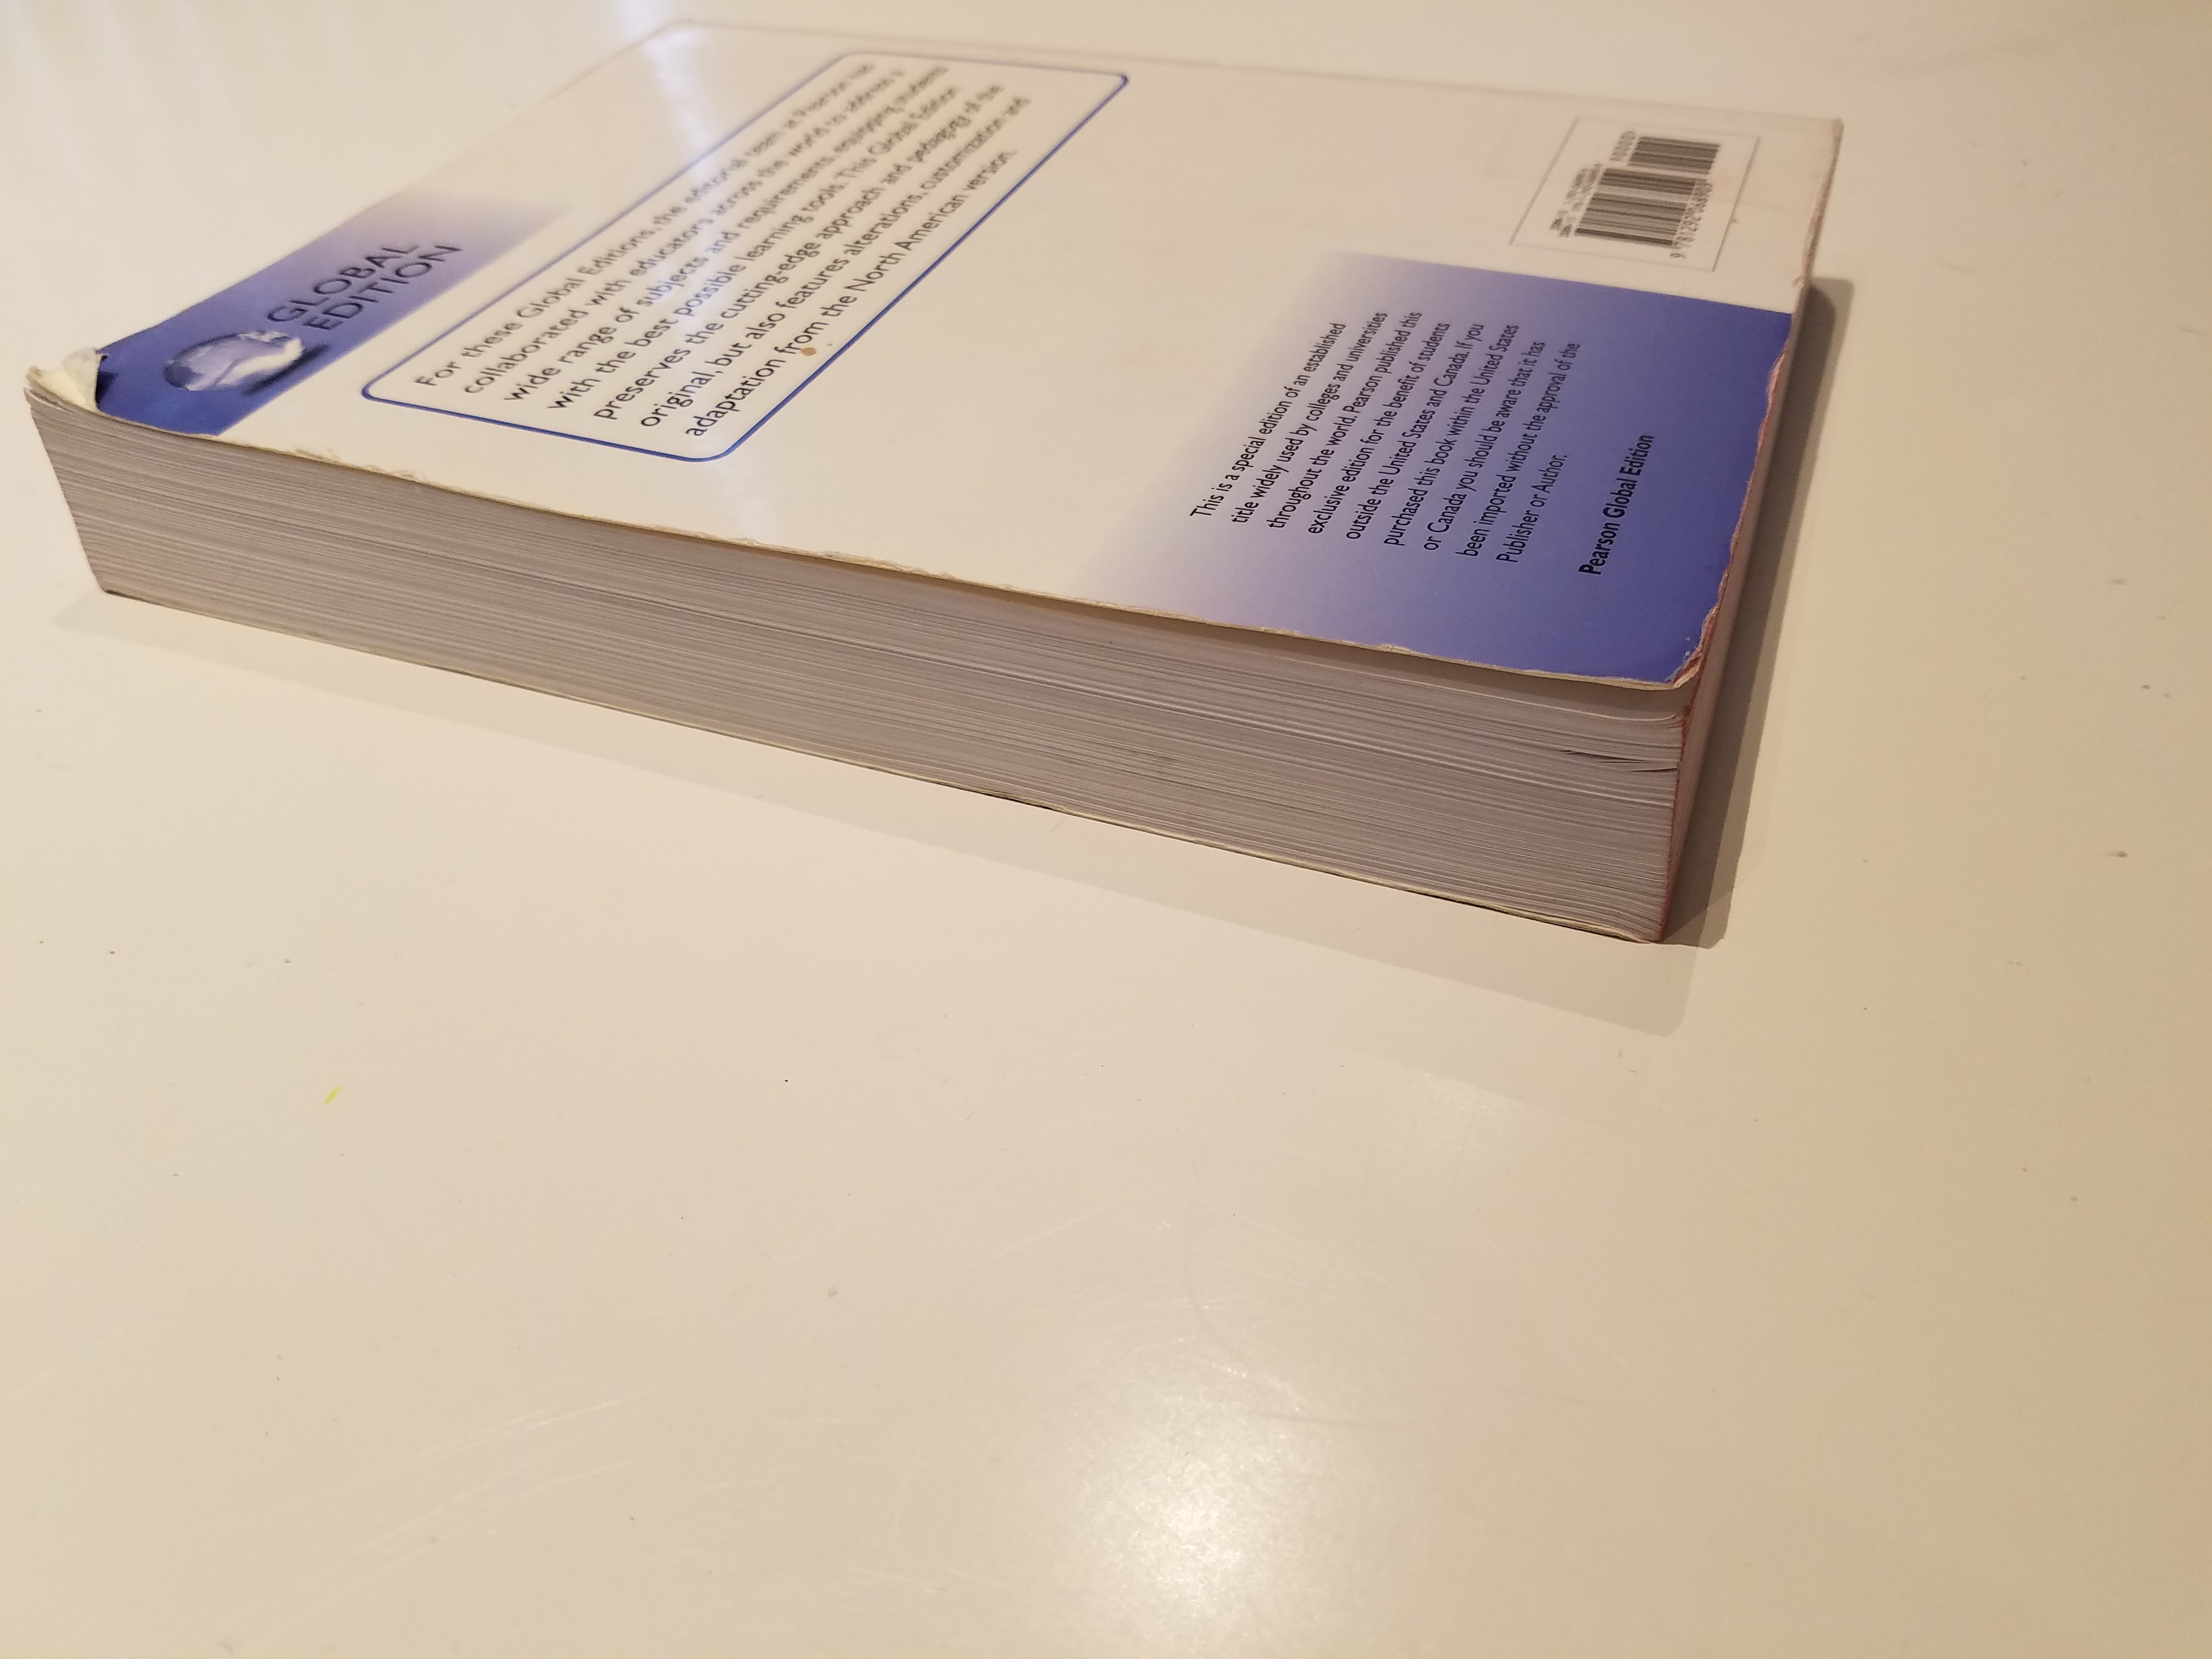 GLOBAL
EDITION
For these Global Editions, the editorial team at Pearson has
collaborated with educators across the world to address a
wide range of subjects and requirements, equipping students
with the best possible learning tools. This Global Edition
preserves the cutting-edge approach and pedagogy of the
original, but also features alterations, customization and
adaptation from the North American version.
This is a special edition of an established
title widely used by colleges and universities
throughout the world. Pearson published this
exclusive edition for the benefit of students
outside the United States and Canada. If you
purchased this book within the United States
or Canada you should be aware that it has
been imported without the approval of the
Publisher or Author.
Pearson Global Edition